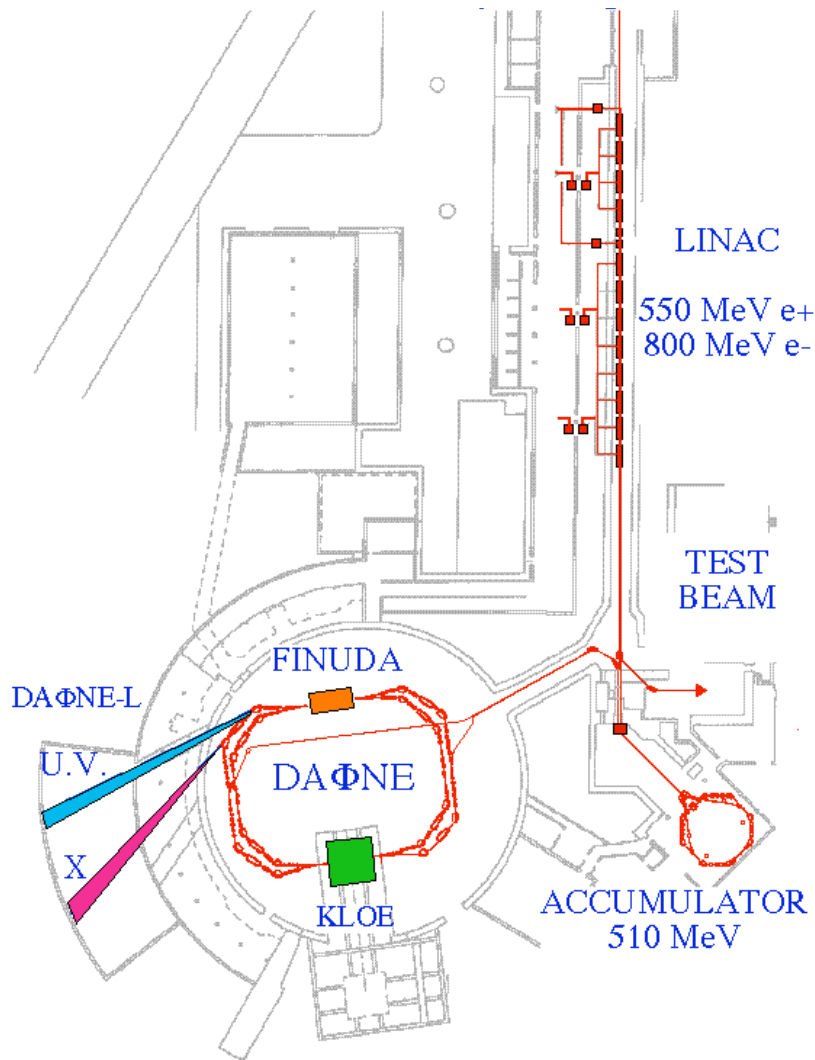 LINAC
550 MeV e+
800 MeV e-
TEST
BEAM
FINUDA
DAΦNE-L
U.V.
DAΦNE
X
KLOE
ACCUMULATOR
510 MeV